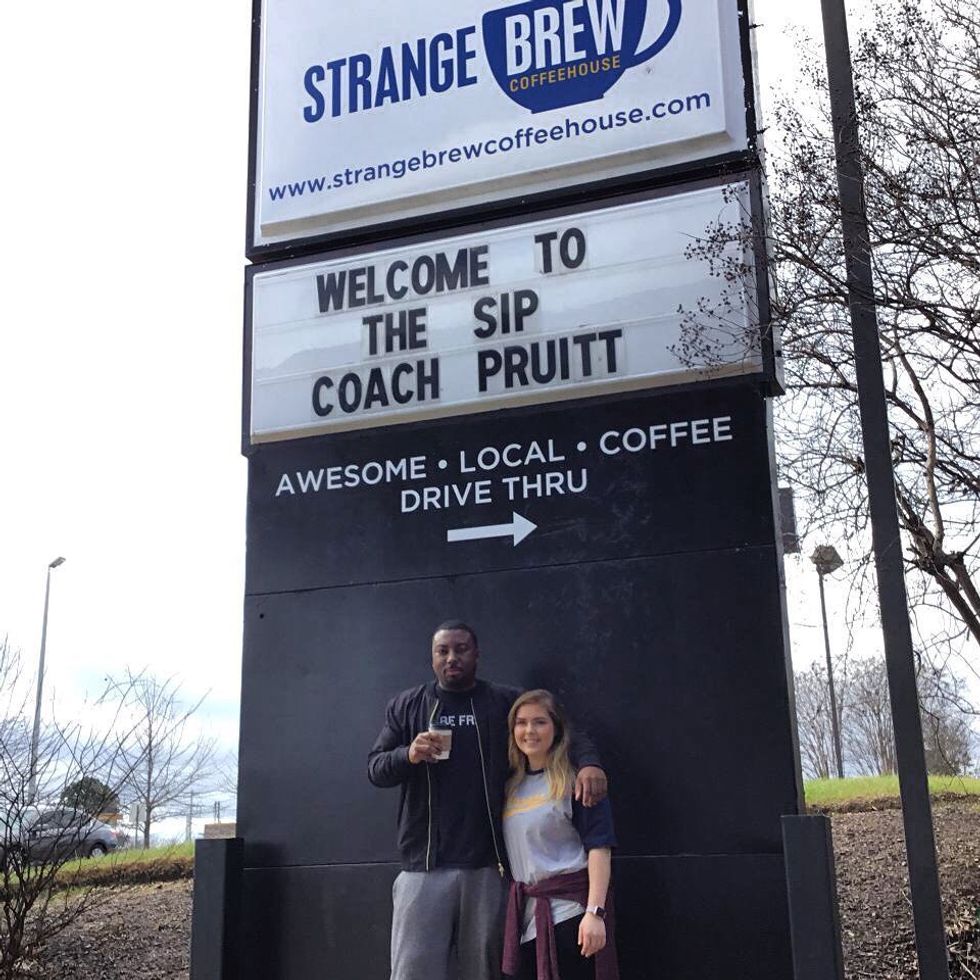 STRANGE BREW
COFFEEHOUSE
www.strangebrewcoffeehouse.com
WELCOME TO
THE SIP
COACH PRUITT
AWESOME • LOCAL • COFFEE
DRIVE THRU